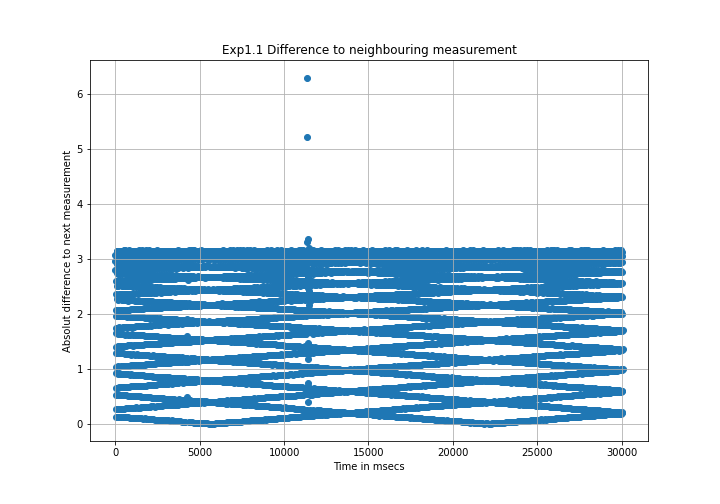 Exp1.1 Difference to neighbouring measurement
Absolut difference to next measurement
6
5
4
3
2
1
0
0 5000 10000 15000 20000 25000 30000
Time in msecs